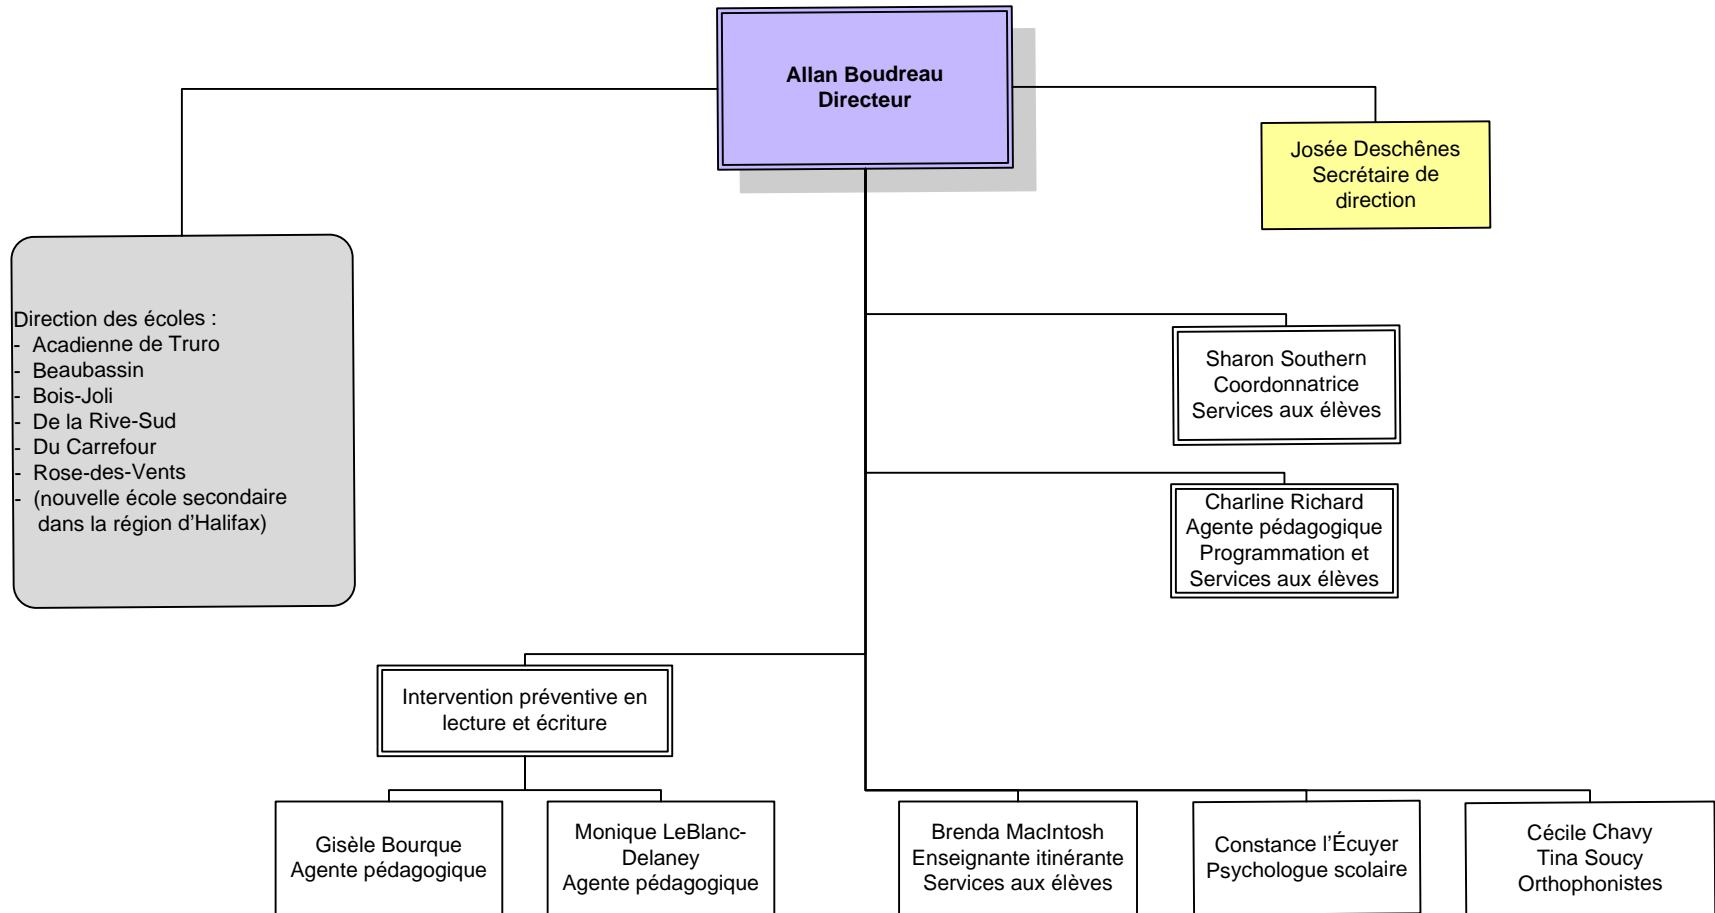 Allan Boudreau
Directeur
Josée Deschênes
Secrétaire de
direction
Direction des écoles :
- Acadienne de Truro
- Beaubassin
- Bois-Joli
- De la Rive-Sud
- Du Carrefour
- Rose-des-Vents
- (nouvelle école secondaire
dans la région d’Halifax)
Sharon Southern
Coordonnatrice
Services aux élèves
Charline Richard
Agente pédagogique
Programmation et
Services aux élèves
Intervention préventive en
lecture et écriture
Gisèle Bourque
Agente pédagogique
Monique LeBlanc-
Delaney
Agente pédagogique
Brenda MacIntosh
Enseignante itinérante
Services aux élèves
Constance l’Écuyer
Psychologue scolaire
Cécile Chavy
Tina Soucy
Orthophonistes